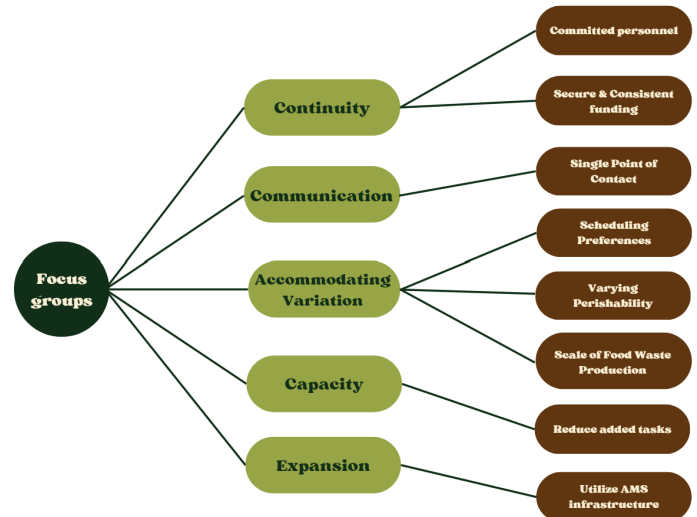 Focus
groups
Continuity
Committed personnel
Secure & Consistent
funding
Communication
Single Point of
Contact
Accommodating
Variation
Scheduling
Preferences
Varying
Perishability
Scale of Food Waste
Production
Capacity
Reduce added tasks
Expansion
Utilize AMS
infrastructure